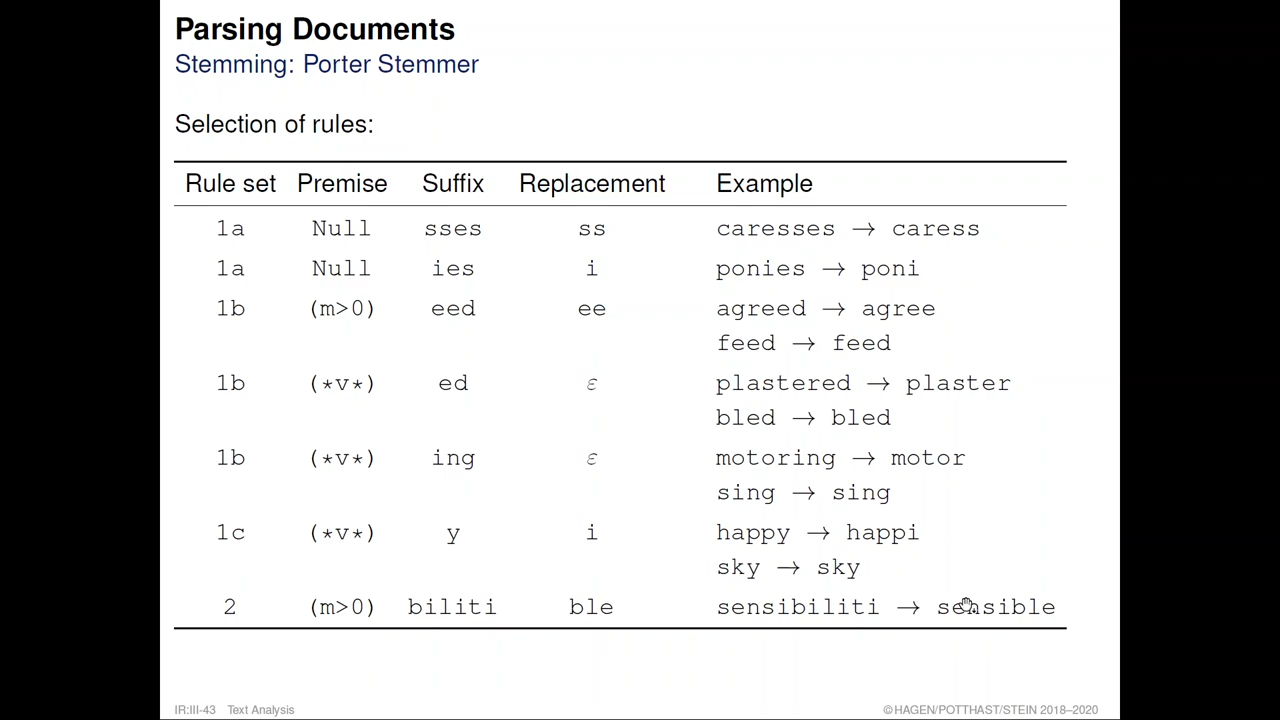 Parsing Documents
Stemming: Porter Stemmer
Selection of rules:
Rule set Premise Suffix Replacement Example
1a Null sses ss caresses → caress
1a Null ies i ponies → poni
1b (m>0) eed ee agreed → agree
feed → feed
1b (*v*) ed ε plastered → plaster
bled → bled
1b (*v*) ing ε motoring → motor
sing → sing
1c (*v*) y i happy → happi
sky → sky
2 (m>0) biliti ble sensibiliti → sensible
IR:III-43 Text Analysis ©HAGEN/POTTHAST/STEIN 2018–2020